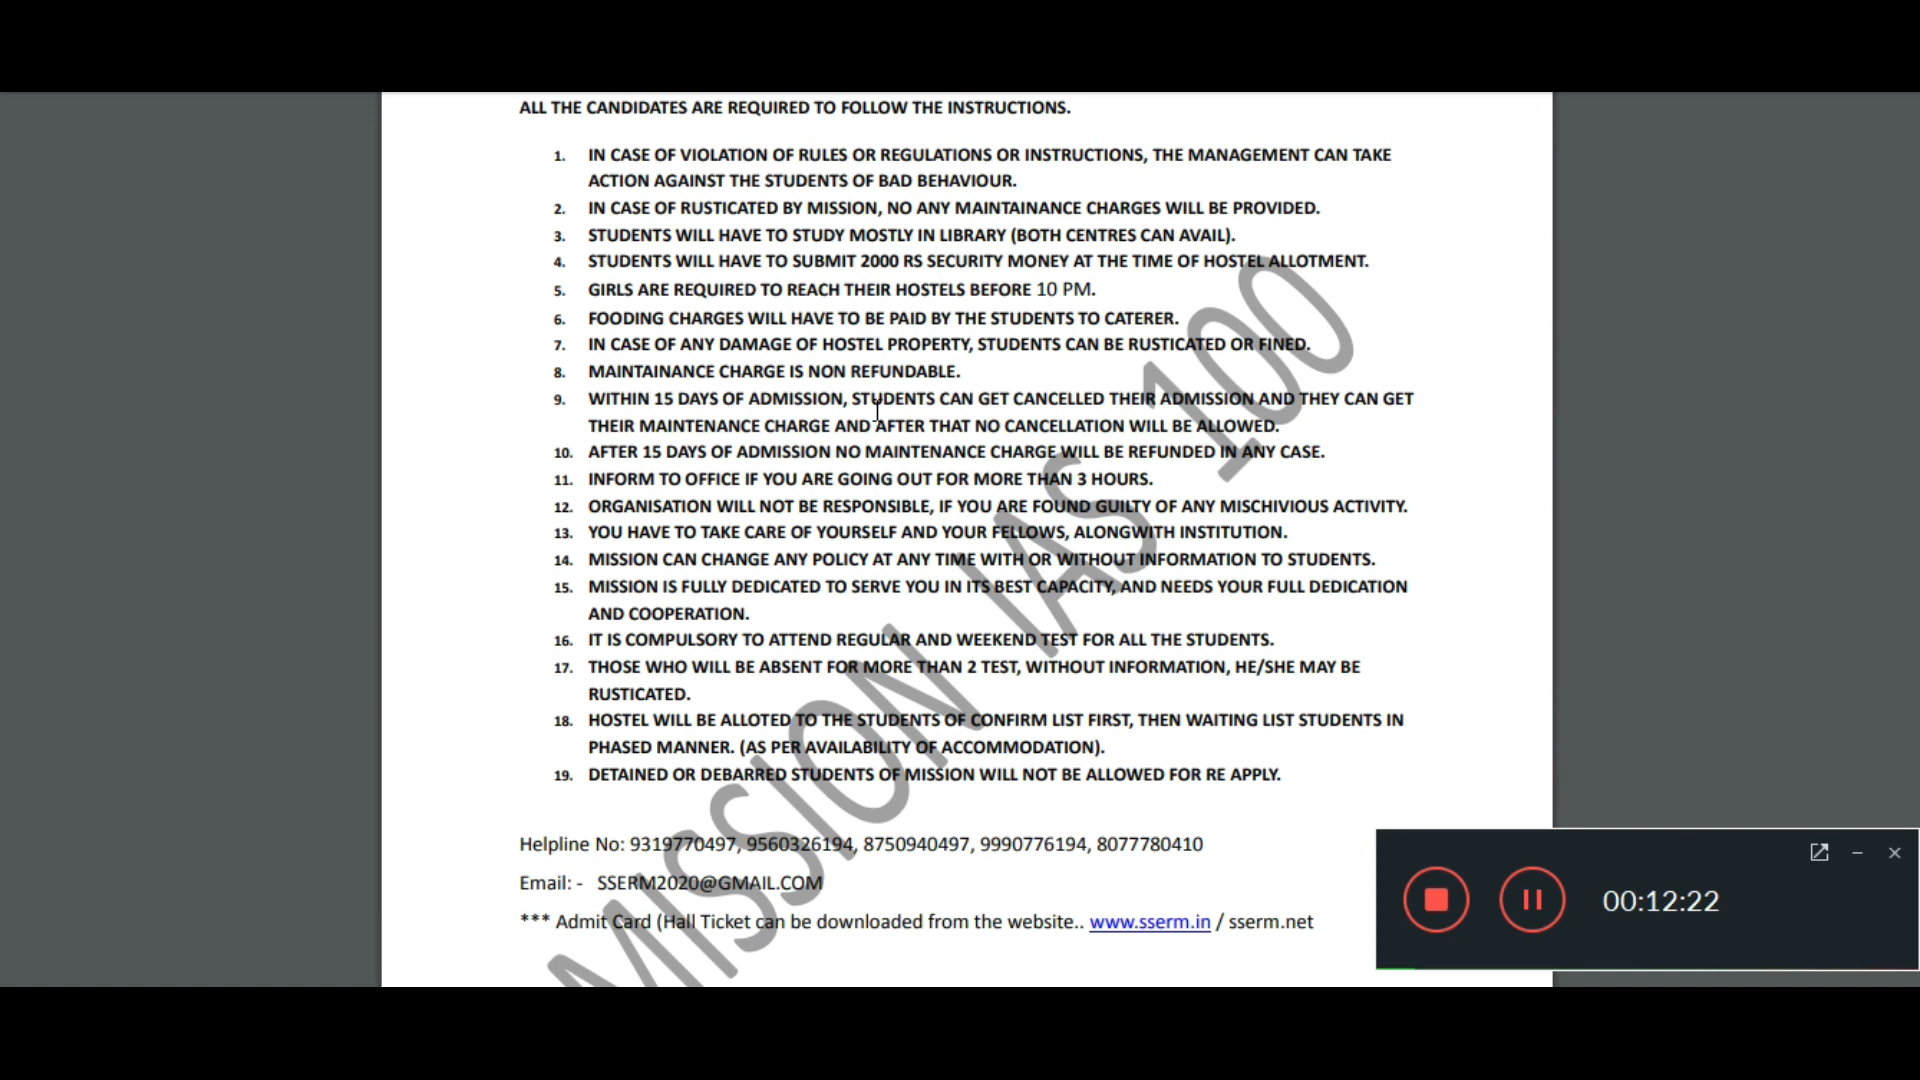 ALL THE CANDIDATES ARE REQUIRED TO FOLLOW THE INSTRUCTIONS.
1. IN CASE OF VIOLATION OF RULES OR REGULATIONS OR INSTRUCTIONS, THE MANAGEMENT CAN TAKE
ACTION AGAINST THE STUDENTS OF BAD BEHAVIOUR.
2. IN CASE OF RUSTICATED BY MISSION, NO ANY MAINTAINANCE CHARGES WILL BE PROVIDED.
3. STUDENTS WILL HAVE TO STUDY MOSTLY IN LIBRARY (BOTH CENTRES CAN AVAIL).
4. STUDENTS WILL HAVE TO SUBMIT 2000 RS SECURITY MONEY AT THE TIME OF HOSTEL ALLOTMENT.
5. GIRLS ARE REQUIRED TO REACH THEIR HOSTELS BEFORE 10 PM.
6. FOODING CHARGES WILL HAVE TO BE PAID BY THE STUDENTS TO CATERER.
7. IN CASE OF ANY DAMAGE OF HOSTEL PROPERTY, STUDENTS CAN BE RUSTICATED OR FINED.
8. MAINTAINANCE CHARGE IS NON REFUNDABLE.
9. WITHIN 15 DAYS OF ADMISSION, STUDENTS CAN GET CANCELLED THEIR ADMISSION AND THEY CAN GET
THEIR MAINTENANCE CHARGE AND AFTER THAT NO CANCELLATION WILL BE ALLOWED.
10. AFTER 15 DAYS OF ADMISSION NO MAINTENANCE CHARGE WILL BE REFUNDED IN ANY CASE.
11. INFORM TO OFFICE IF YOU ARE GOING OUT FOR MORE THAN 3 HOURS.
12. ORGANISATION WILL NOT BE RESPONSIBLE, IF YOU ARE FOUND GUILTY OF ANY MISCHIVIOUS ACTIVITY.
13. YOU HAVE TO TAKE CARE OF YOURSELF AND YOUR FELLOWS, ALONGWITH INSTITUTION.
14. MISSION CAN CHANGE ANY POLICY AT ANY TIME WITH OR WITHOUT INFORMATION TO STUDENTS.
15. MISSION IS FULLY DEDICATED TO SERVE YOU IN ITS BEST CAPACITY, AND NEEDS YOUR FULL DEDICATION
AND COOPERATION.
16. IT IS COMPULSORY TO ATTEND REGULAR AND WEEKEND TEST FOR ALL THE STUDENTS.
17. THOSE WHO WILL BE ABSENT FOR MORE THAN 2 TEST, WITHOUT INFORMATION, HE/SHE MAY BE
RUSTICATED.
18. HOSTEL WILL BE ALLOTED TO THE STUDENTS OF CONFIRM LIST FIRST, THEN WAITING LIST STUDENTS IN
PHASED MANNER. (AS PER AVAILABILITY OF ACCOMMODATION).
19. DETAINED OR DEBARRED STUDENTS OF MISSION WILL NOT BE ALLOWED FOR RE APPLY.
Helpline No: 9319770497, 9560326194, 8750940497, 9990776194, 8077780410
Email: - SSERM2020@GMAIL.COM
*** Admit Card (Hall Ticket can be downloaded from the website.. www.sserm.in / sserm.net
MISSION IAS 100
00:12:22